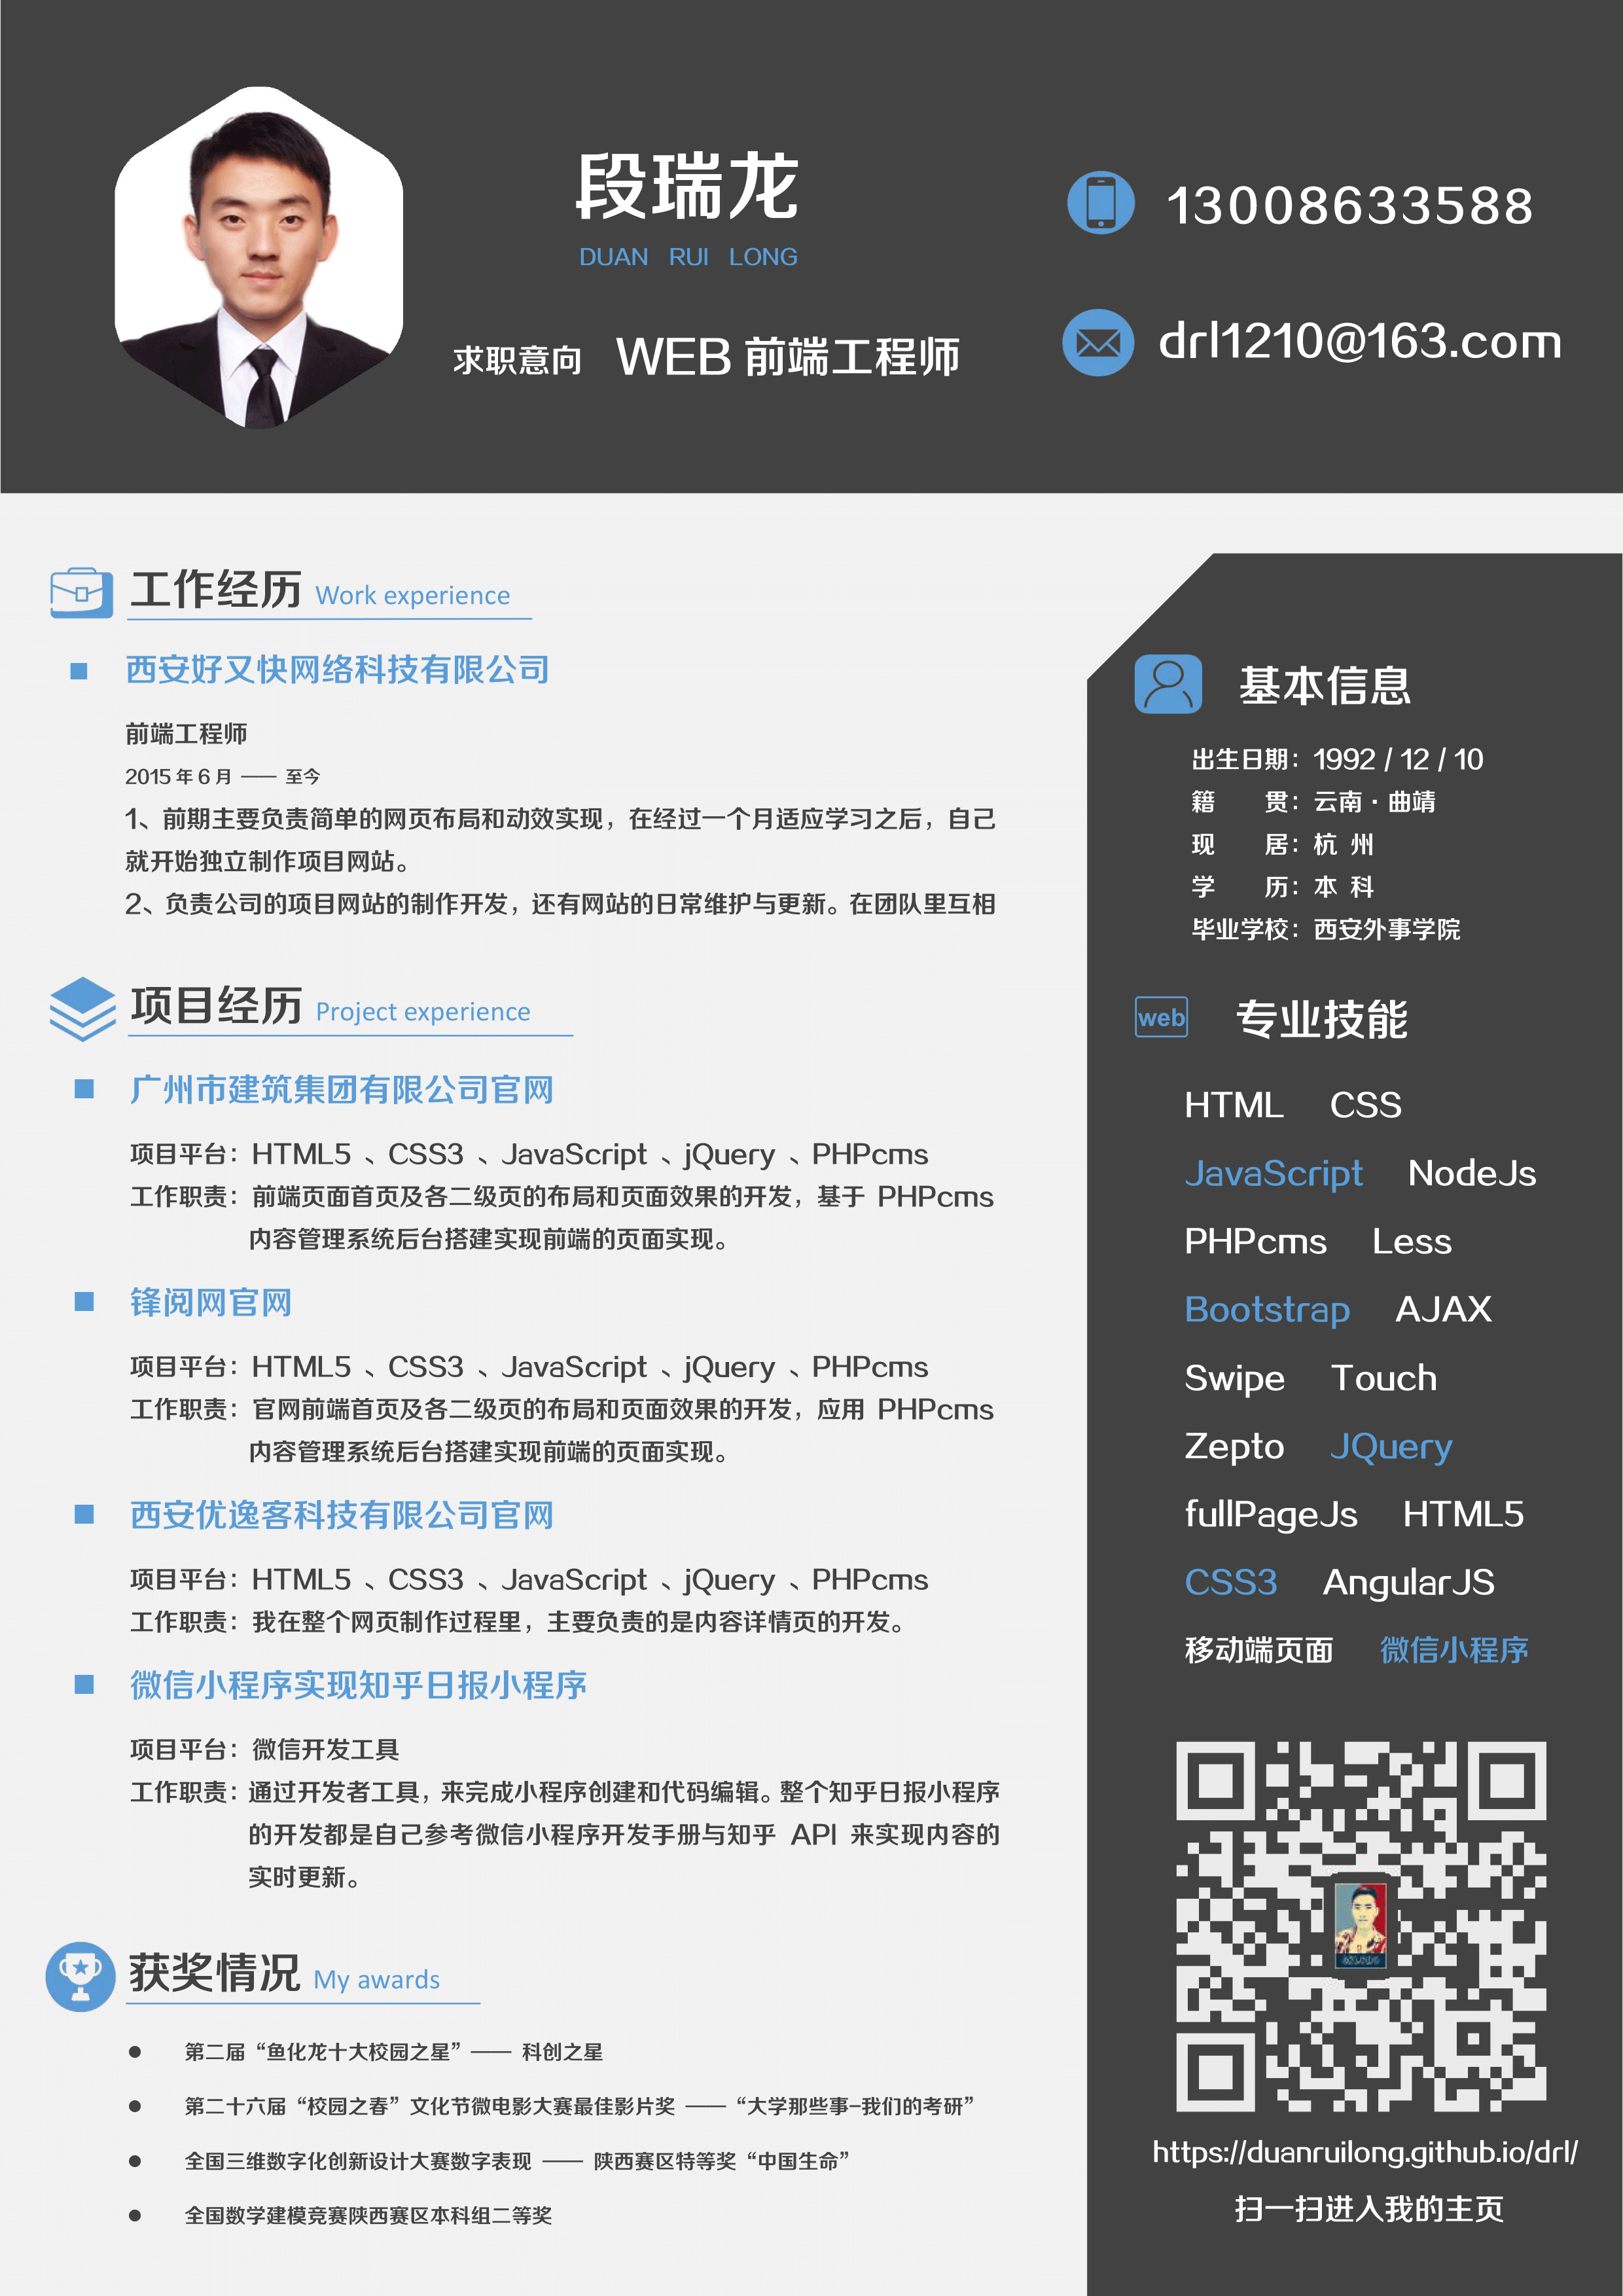 段瑞龙
DUAN RUI LONG
求职意向 WEB 前端工程师
13008633588
drl1210@163.com
工作经历 Work experience
西安好又快网络科技有限公司
前端工程师
2015 年 6 月 —— 至今
1、前期主要负责简单的网页布局和动效实现，在经过一个月适应学习之后，自己
就开始独立制作项目网站。
2、负责公司的项目网站的制作开发，还有网站的日常维护与更新。在团队里互相
项目经历 Project experience
广州市建筑集团有限公司官网
项目平台：HTML5 、CSS3 、JavaScript 、jQuery 、PHPcms
工作职责：前端页面首页及各二级页的布局和页面效果的开发，基于 PHPcms
内容管理系统后台搭建实现前端的页面实现。
锋阅网官网
项目平台：HTML5 、CSS3 、JavaScript 、jQuery 、PHPcms
工作职责：官网前端首页及各二级页的布局和页面效果的开发，应用 PHPcms
内容管理系统后台搭建实现前端的页面实现。
西安优逸客科技有限公司官网
项目平台：HTML5 、CSS3 、JavaScript 、jQuery 、PHPcms
工作职责：我在整个网页制作过程里，主要负责的是内容详情页的开发。
微信小程序实现知乎日报小程序
项目平台：微信开发工具
工作职责：通过开发者工具，来完成小程序创建和代码编辑。整个知乎日报小程序
的开发都是自己参考微信小程序开发手册与知乎 API 来实现内容的
实时更新。
获奖情况 My awards
第二届“鱼化龙十大校园之星”—— 科创之星
第二十六届“校园之春”文化节微电影大赛最佳影片奖 ——“大学那些事-我们的考研”
全国三维数字化创新设计大赛数字表现 —— 陕西赛区特等奖“中国生命”
全国数学建模竞赛陕西赛区本科组二等奖
基本信息
出生日期：1992 / 12 / 10
籍 贯：云南 · 曲靖
现 居：杭 州
学 历：本 科
毕业学校：西安外事学院
web 专业技能
HTML CSS
JavaScript NodeJs
PHPcms Less
Bootstrap AJAX
Swipe Touch
Zepto JQuery
fullPageJs HTML5
CSS3 AngularJS
移动端页面 微信小程序
https://duanruilong.github.io/drl/
扫一扫进入我的主页